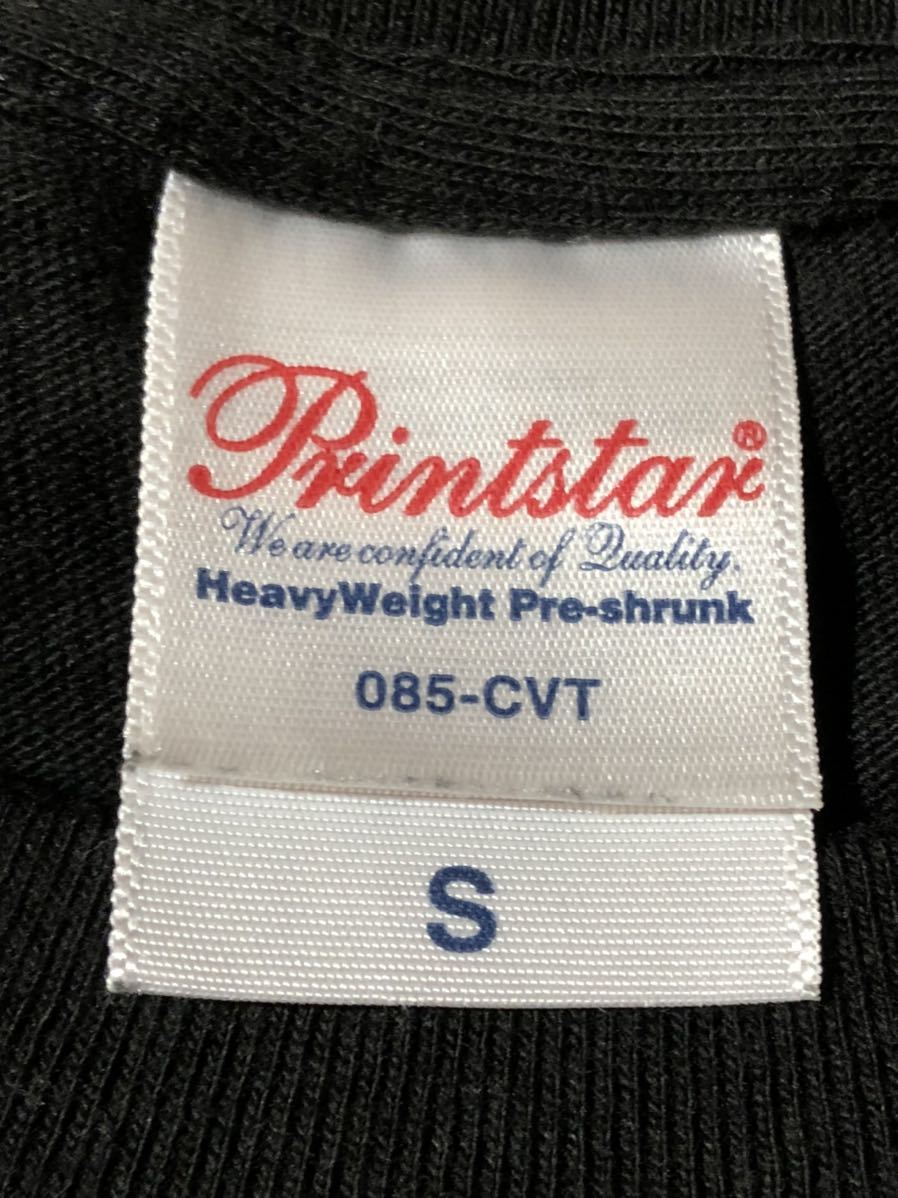 Printstar®
We are confident of Quality.
HeavyWeight Pre-shrunk
085-CVT
S